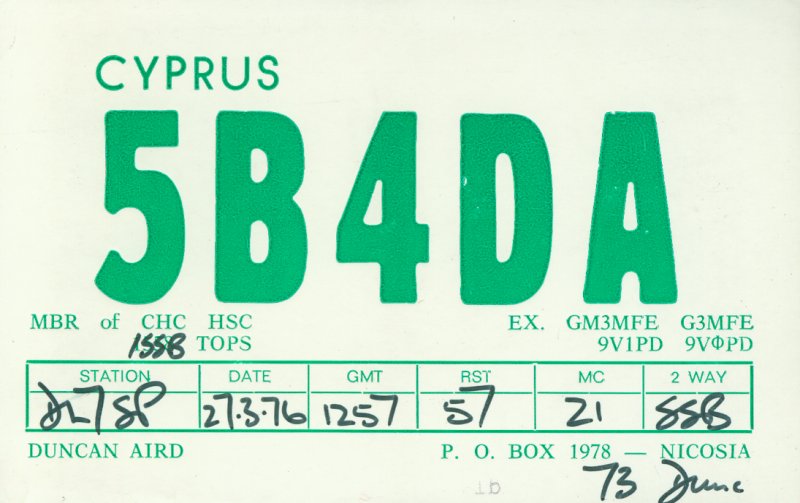 CYPRUS
5B4DA
MBR of CHC HSC EX. GM3MFE G3MFE
ISSB TOPS 9V1PD 9VΦPD
STATION DATE GMT RST MC 2 WAY
DL7SP 27.3.76 1257 57 21 SSB
DUNCAN AIRD P. O. BOX 1978 — NICOSIA
73 Dunc